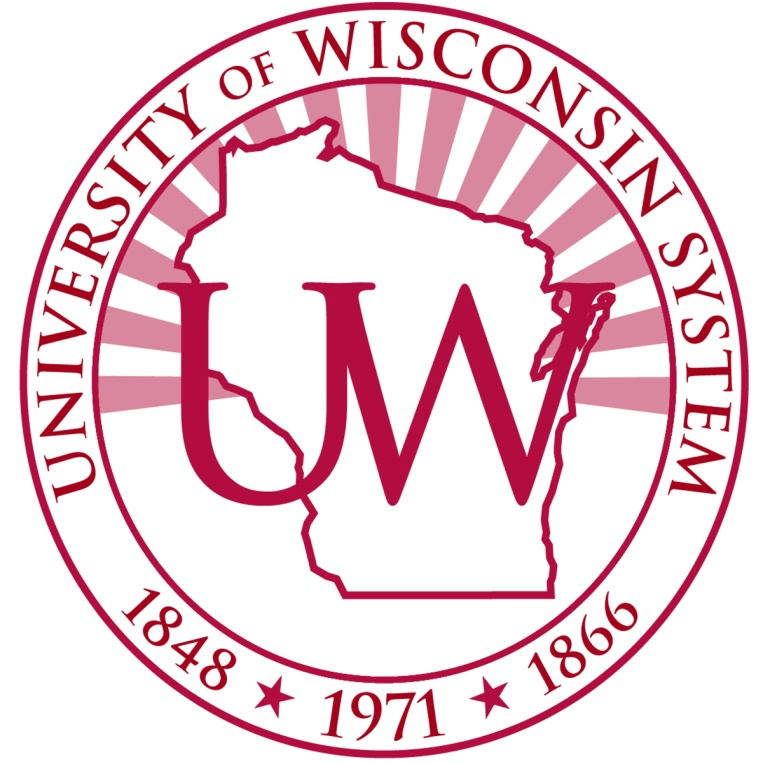 UNIVERSITY OF WISCONSIN SYSTEM
UW
1848 ★ 1971 ★ 1866